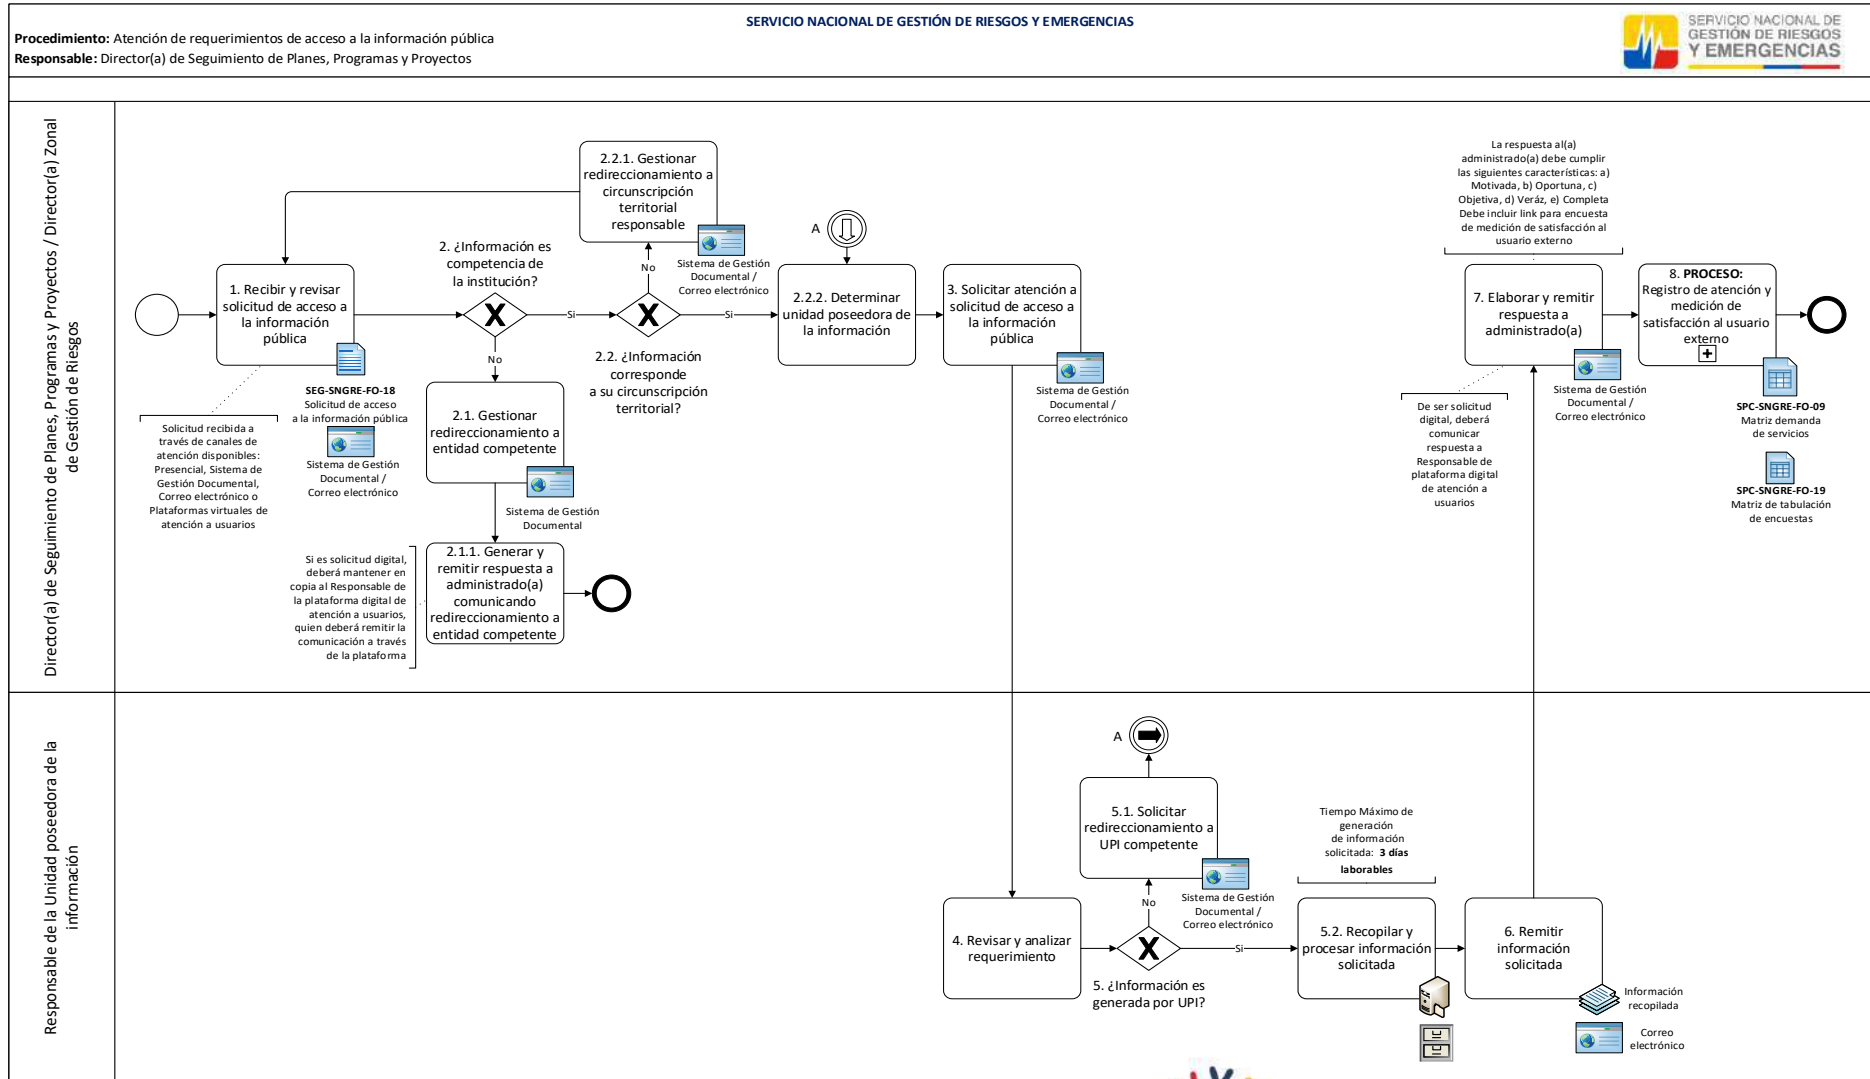 SERVICIO NACIONAL DE GESTIÓN DE RIESGOS Y EMERGENCIAS
Procedimiento: Atención de requerimientos de acceso a la información pública
Responsable: Director(a) de Seguimiento de Planes, Programas y Proyectos
SERVICIO NACIONAL DE
GESTIÓN DE RIESGOS
Y EMERGENCIAS
Director(a) de Seguimiento de Planes, Programas y Proyectos / Director(a) Zonal
de Gestión de Riesgos
1. Recibir y revisar
solicitud de acceso a
la información
pública
SEG-SNGRE-FO-18
Solicitud de acceso
a la información pública
Sistema de Gestión
Documental /
Correo electrónico
Solicitud recibida a
través de canales de
atención disponibles:
Presencial, Sistema de
Gestión Documental,
Correo electrónico o
Plataformas virtuales de
atención a usuarios
2. ¿Información es
competencia de
la institución?
X
Si
No
2.1. Gestionar
redireccionamiento a
entidad competente
Sistema de Gestión
Documental
2.1.1. Generar y
remitir respuesta a
administrado(a)
comunicando
redireccionamiento a
entidad competente
Si es solicitud digital,
deberá mantener en
copia al Responsable de
la plataforma digital de
atención a usuarios,
quien deberá remitir la
comunicación a través
de la plataforma
2.2. ¿Información
corresponde
a su circunscripción
territorial?
X
No
Si
2.2.1. Gestionar
redireccionamiento a
circunscripción
territorial
responsable
Sistema de Gestión
Documental /
Correo electrónico
A
2.2.2. Determinar
unidad poseedora de
la información
3. Solicitar atención a
solicitud de acceso a
la información
pública
Sistema de Gestión
Documental /
Correo electrónico
La respuesta al(a)
administrado(a) debe cumplir
las siguientes características: a)
Motivada, b) Oportuna, c)
Objetiva, d) Veráz, e) Completa
Debe incluir link para encuesta
de medición de satisfacción al
usuario externo
7. Elaborar y remitir
respuesta a
administrado(a)
Sistema de Gestión
Documental /
Correo electrónico
De ser solicitud
digital, deberá
comunicar
respuesta a
Responsable de
plataforma digital
de atención a
usuarios
8. PROCESO:
Registro de atención y
medición de
satisfacción al usuario
externo
SPC-SNGRE-FO-09
Matriz demanda
de servicios
SPC-SNGRE-FO-19
Matriz de tabulación
de encuestas
Responsable de la Unidad poseedora de la
información
4. Revisar y analizar
requerimiento
X
5. ¿Información es
generada por UPI?
No
Si
5.1. Solicitar
redireccionamiento a
UPI competente
Sistema de Gestión
Documental /
Correo electrónico
A
Tiempo Máximo de
generación
de información
solicitada: 3 días
laborables
5.2. Recopilar y
procesar información
solicitada
6. Remitir
información
solicitada
Información
recopilada
Correo
electrónico